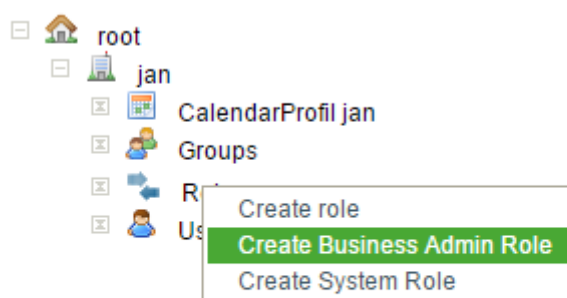 root
jan
CalendarProfil jan
Groups
Create role
Create Business Admin Role
Create System Role